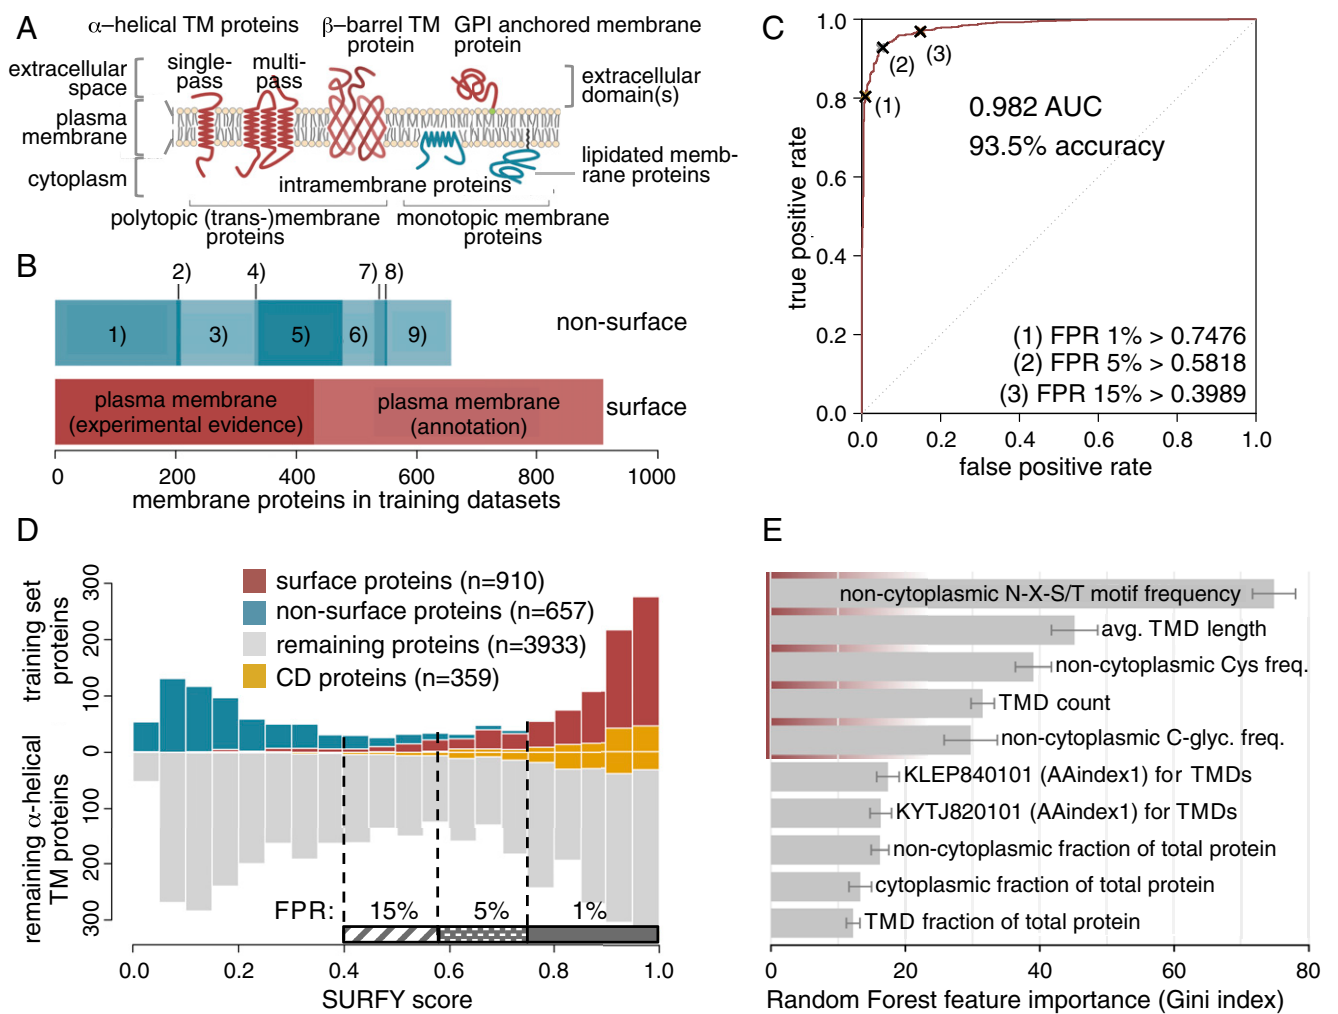 A
α–helical TM proteins
β–barrel TM
protein
GPI anchored membrane
protein
single-
pass
multi-
pass
extracellular
space
plasma
membrane
cytoplasm
extracellular
domain(s)
lipidated memb-
rane proteins
intramembrane proteins
polytopic (trans-)membrane
proteins
monotopic membrane
proteins
B
2)
4)
7)
8)
1)
3)
5)
6)
9)
non-surface
plasma membrane
(experimental evidence)
plasma membrane
(annotation)
surface
0
200
400
600
800
1000
membrane proteins in training datasets
C
1.0
0.8
0.6
0.4
0.2
0.0
true positive rate
(1)
(2)
(3)
0.982 AUC
93.5% accuracy
(1) FPR 1% > 0.7476
(2) FPR 5% > 0.5818
(3) FPR 15% > 0.3989
0.0
0.2
0.4
0.6
0.8
1.0
false positive rate
D
training set
proteins
remaining α-helical
TM proteins
300
200
100
0
100
200
300
surface proteins (n=910)
non-surface proteins (n=657)
remaining proteins (n=3933)
CD proteins (n=359)
FPR:
15%
5%
1%
0.0
0.2
0.4
0.6
0.8
1.0
SURFY score
E
non-cytoplasmic N-X-S/T motif frequency
avg. TMD length
non-cytoplasmic Cys freq.
TMD count
non-cytoplasmic C-glyc. freq.
KLEP840101 (AAindex1) for TMDs
KYTJ820101 (AAindex1) for TMDs
non-cytoplasmic fraction of total protein
cytoplasmic fraction of total protein
TMD fraction of total protein
0
20
40
60
80
Random Forest feature importance (Gini index)